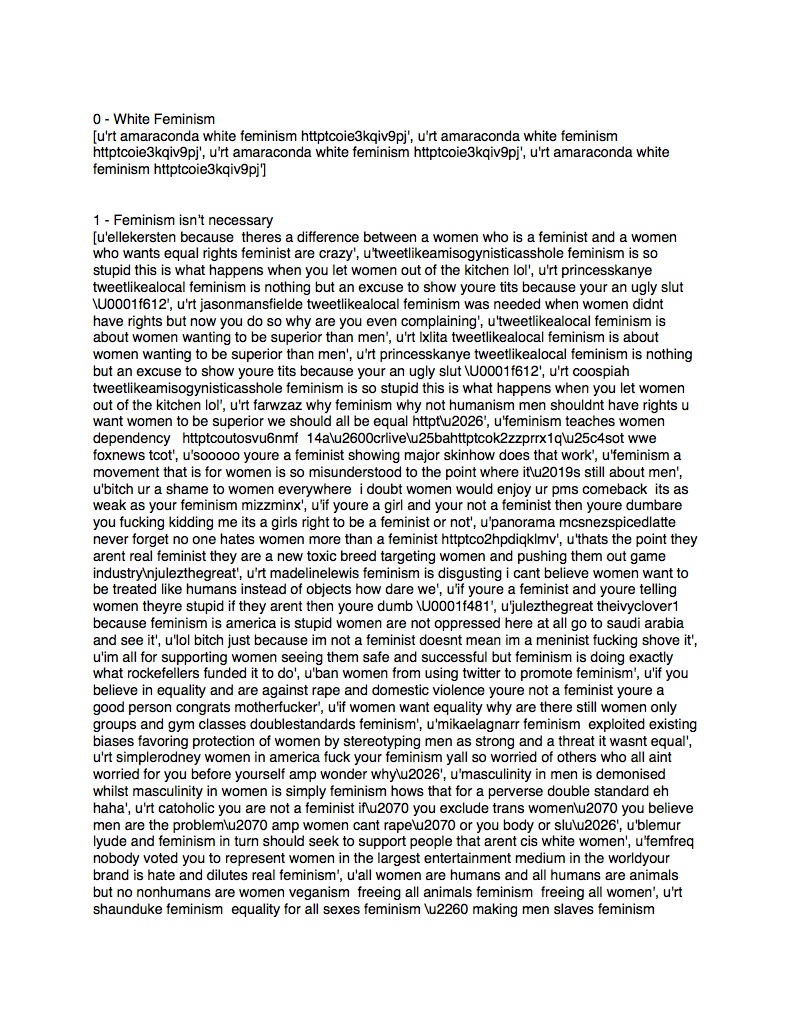 0 - White Feminism
[u'rt amaraconda white feminism httptcoie3kqiv9pj', u'rt amaraconda white feminism
httptcoie3kqiv9pj', u'rt amaraconda white feminism httptcoie3kqiv9pj', u'rt amaraconda white
feminism httptcoie3kqiv9pj']
1 - Feminism isn't necessary
[u'ellekersten because  theres a difference between a women who is a feminist and a women
who wants equal rights feminist are crazy', u'tweetlikeamisogynisticasshole feminism is so
stupid this is what happens when you let women out of the kitchen lol', u'rt princesskanye
tweetlikealocal feminism is nothing but an excuse to show youre tits because your an ugly slut
\U0001f612', u'rt jasonmansfielde tweetlikealocal feminism was needed when women didnt
have rights but now you do so why are you even complaining', u'tweetlikealocal feminism is
about women wanting to be superior than men', u'rt lxlita tweetlikealocal feminism is about
women wanting to be superior than men', u'rt princesskanye tweetlikealocal feminism is nothing
but an excuse to show youre tits because your an ugly slut \U0001f612', u'rt coospiah
tweetlikeamisogynisticasshole feminism is so stupid this is what happens when you let women
out of the kitchen lol', u'rt farwzaz why feminism why not humanism men shouldnt have rights u
want women to be superior we should all be equal httpt\u2026', u'feminism teaches women
dependency   httptcoutosvu6nmf  14a\u2600crlive\u25bahttptcok2zzprrx1q\u25c4sot wwe
foxnews tcot', u'sooooo youre a feminist showing major skinhow does that work', u'feminism a
movement that is for women is so misunderstood to the point where it\u2019s still about men',
u'bitch ur a shame to women everywhere  i doubt women would enjoy ur pms comeback  its as
weak as your feminism mizzminx', u'if youre a girl and your not a feminist then youre dumbare
you fucking kidding me its a girls right to be a feminist or not', u'panorama mcsnezspicedlatte
never forget no one hates women more than a feminist httptco2hpdiqklmv', u'thats the point they
arent real feminist they are a new toxic breed targeting women and pushing them out game
industry\njulezthegreat', u'rt madelinelewis feminism is disgusting i cant believe women want to
be treated like humans instead of objects how dare we', u'if youre a feminist and youre telling
women theyre stupid if they arent then youre dumb \U0001f481', u'julezthegreat theivyclover1
because feminism is america is stupid women are not oppressed here at all go to saudi arabia
and see it', u'lol bitch just because im not a feminist doesnt mean im a meninist fucking shove it',
u'im all for supporting women seeing them safe and successful but feminism is doing exactly
what rockefellers funded it to do', u'ban women from using twitter to promote feminism', u'if you
believe in equality and are against rape and domestic violence youre not a feminist youre a
good person congrats motherfucker', u'if women want equality why are there still women only
groups and gym classes doublestandards feminism', u'mikaelagnarr feminism  exploited existing
biases favoring protection of women by stereotyping men as strong and a threat it wasnt equal',
u'rt simplerodney women in america fuck your feminism yall so worried of others who all aint
worried for you before yourself amp wonder why\u2026', u'masculinity in men is demonised
whilst masculinity in women is simply feminism hows that for a perverse double standard eh
haha', u'rt catoholic you are not a feminist if\u2070 you exclude trans women\u2070 you believe
men are the problem\u2070 amp women cant rape\u2070 or you body or slu\u2026', u'blemur
lyude and feminism in turn should seek to support people that arent cis white women', u'femfreq
nobody voted you to represent women in the largest entertainment medium in the worldyour
brand is hate and dilutes real feminism', u'all women are humans and all humans are animals
but no nonhumans are women veganism  freeing all animals feminism  freeing all women', u'rt
shaunduke feminism  equality for all sexes feminism \u2260 making men slaves feminism